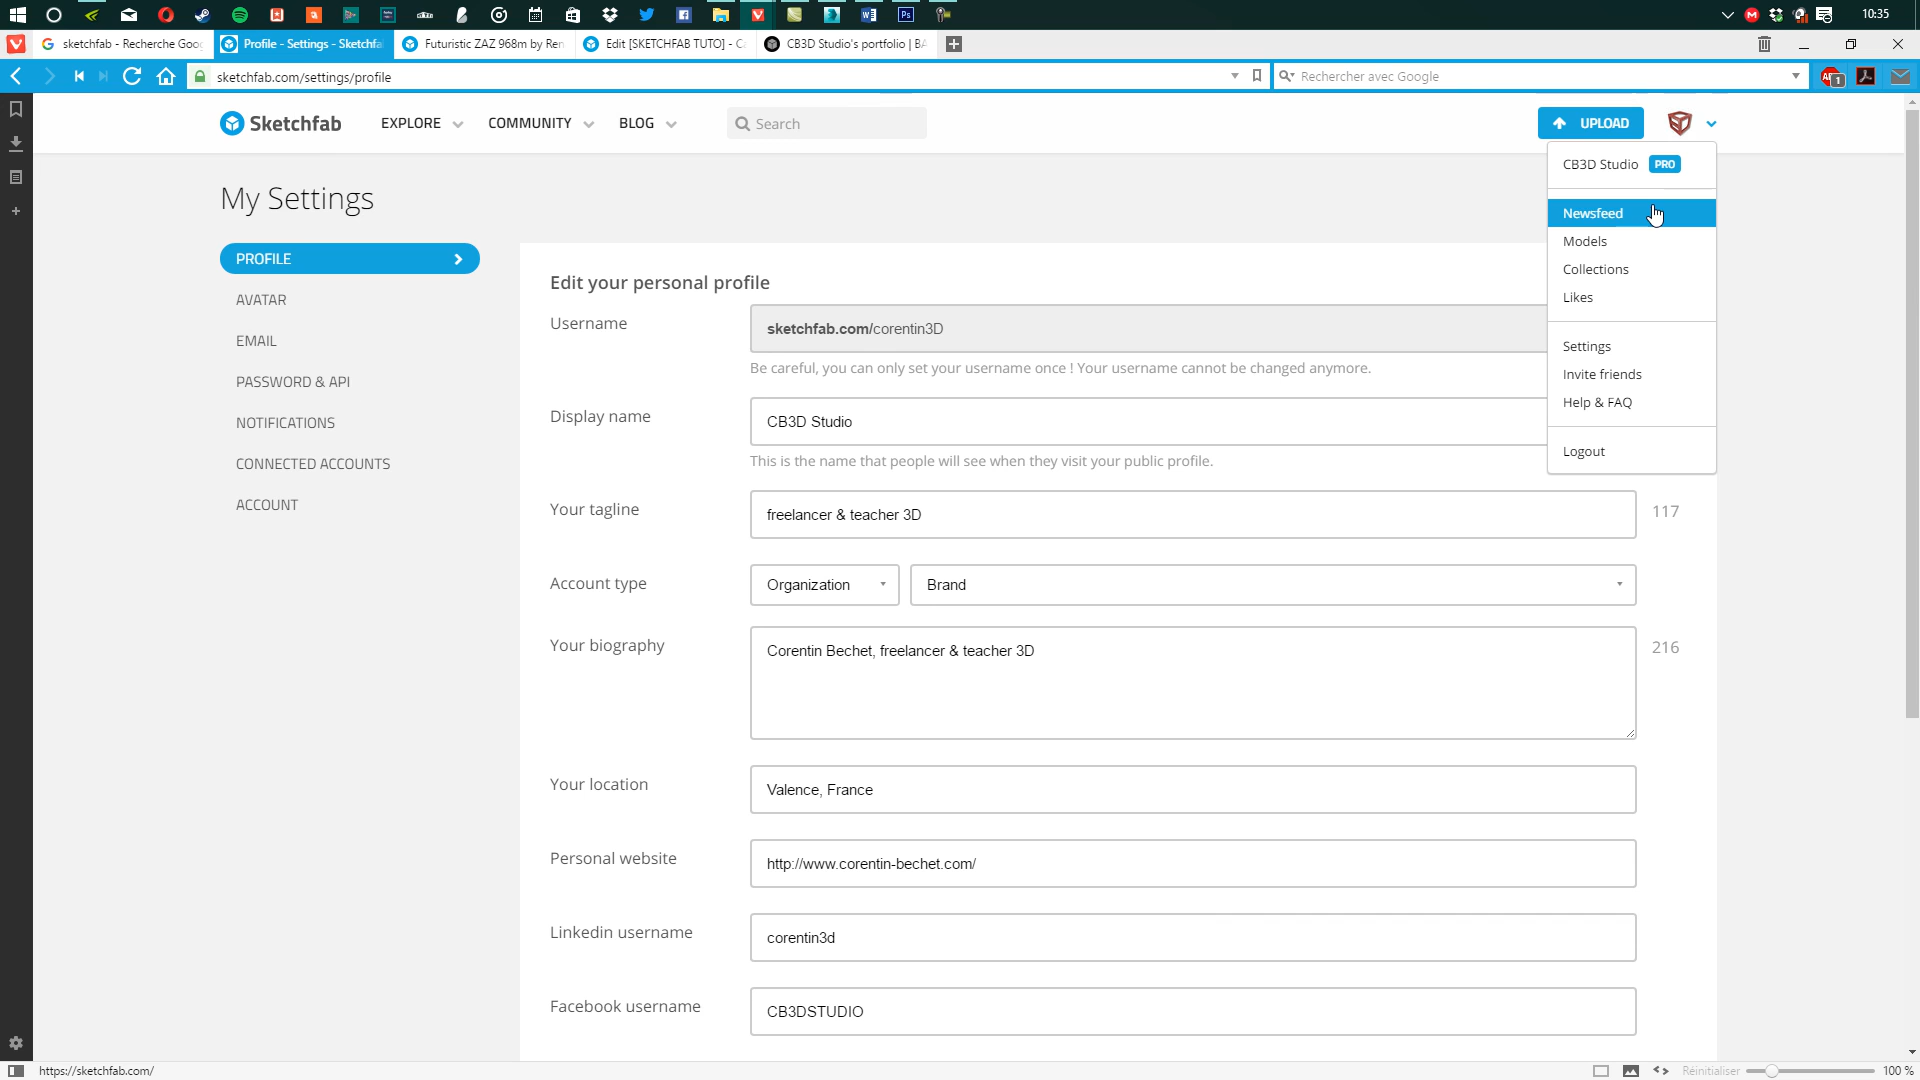 10:35
sketchfab - Recherche Goo
Profile - Settings - Sketchfa
Futuristic ZAZ 968m by Ren
Edit [SKETCHFAB TUTO] - C
CB3D Studio's portfolio | BA
sketchfab.com/settings/profile
Rechercher avec Google
Sketchfab
EXPLORE
COMMUNITY
BLOG
Search
UPLOAD
CB3D Studio PRO
Newsfeed
Models
Collections
Likes
Settings
Invite friends
Help & FAQ
Logout
My Settings
PROFILE
AVATAR
EMAIL
PASSWORD & API
NOTIFICATIONS
CONNECTED ACCOUNTS
ACCOUNT
Edit your personal profile
Username
sketchfab.com/corentin3D
Be careful, you can only set your username once ! Your username cannot be changed anymore.
Display name
CB3D Studio
This is the name that people will see when they visit your public profile.
Your tagline
freelancer & teacher 3D
117
Account type
Organization
Brand
Your biography
Corentin Bechet, freelancer & teacher 3D
216
Your location
Valence, France
Personal website
http://www.corentin-bechet.com/
Linkedin username
corentin3d
Facebook username
CB3DSTUDIO
https://sketchfab.com/
Réinitialiser
100 %